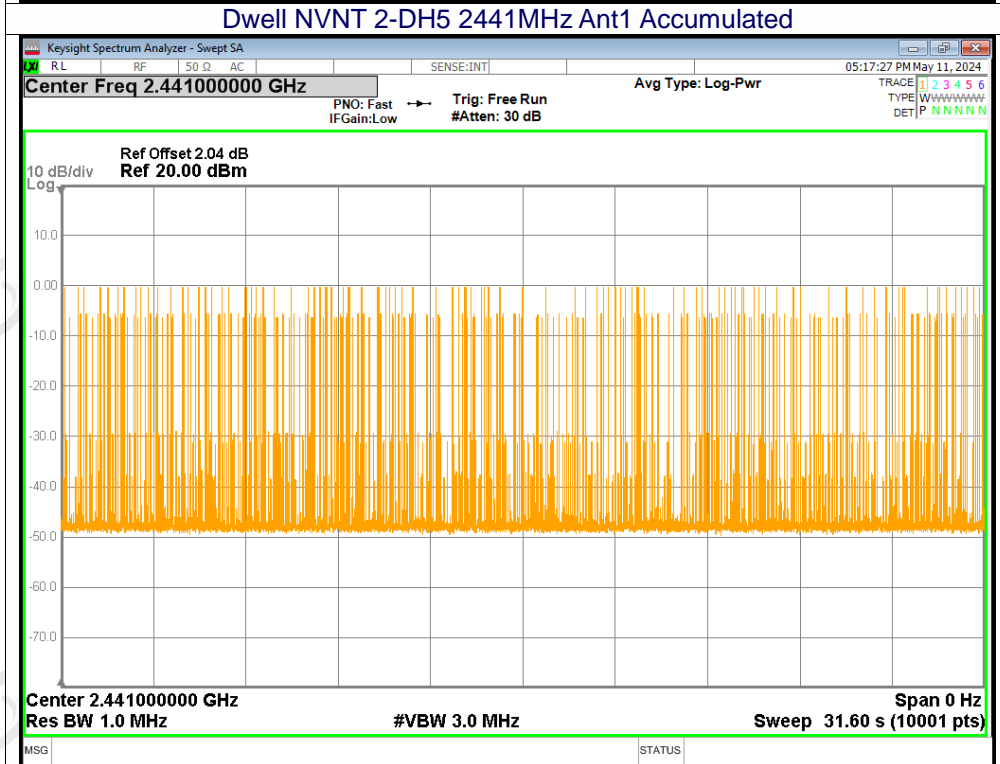 Dwell NVNT 2-DH5 2441MHz Ant1 Accumulated
Keysight Spectrum Analyzer - Swept SA
LXI RL RF 50 Ω AC SENSE:INT 05:17:27 PM May 11, 2024
Center Freq 2.441000000 GHz Avg Type: Log-Pwr TRACE 1 2 3 4 5 6
PNO: Fast Trig: Free Run TYPE WWWWWWW
IFGain:Low #Atten: 30 dB DET P N N N N N
Ref Offset 2.04 dB
10 dB/div Ref 20.00 dBm
Log
10.0
0.00
-10.0
-20.0
-30.0
-40.0
-50.0
-60.0
-70.0
Center 2.441000000 GHz Span 0 Hz
Res BW 1.0 MHz #VBW 3.0 MHz Sweep 31.60 s (10001 pts)
MSG STATUS